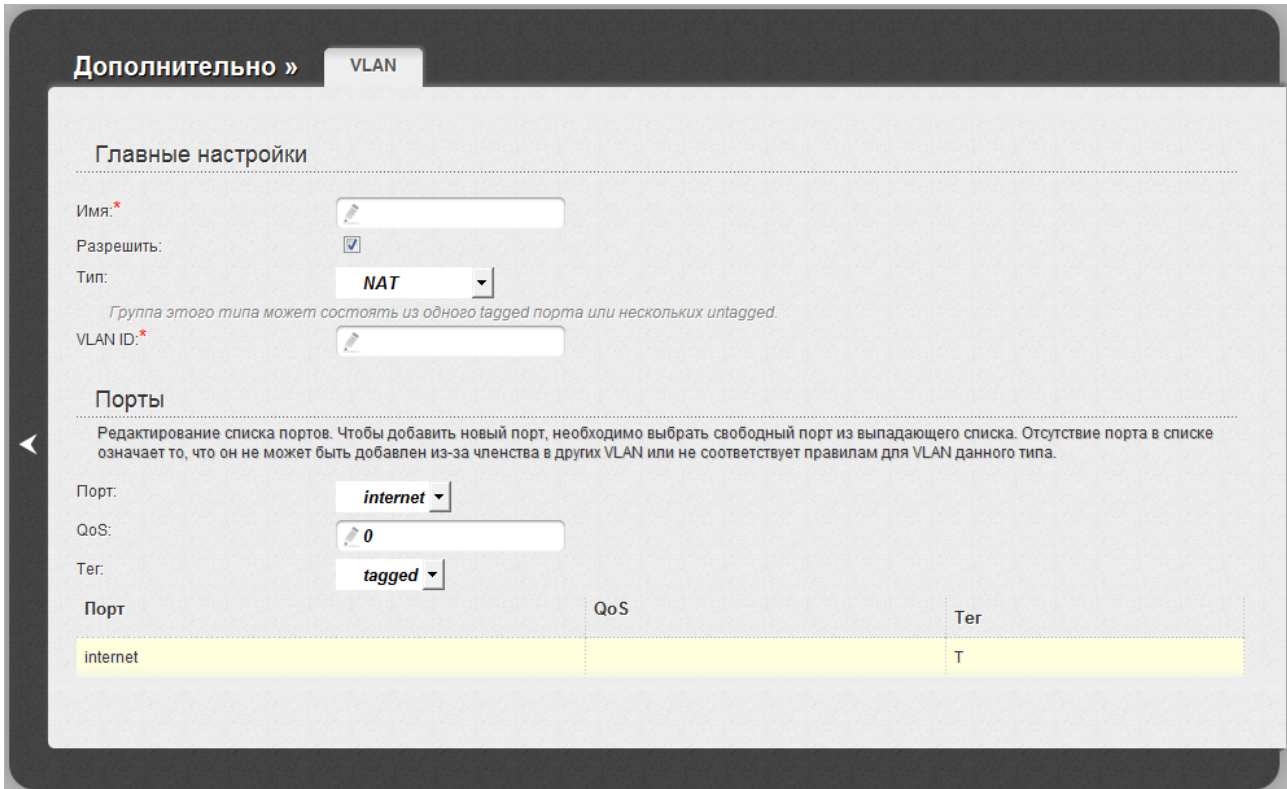 Дополнительно »
VLAN
Главные настройки
Имя:*
Разрешить:
Тип:
NAT
Группа этого типа может состоять из одного tagged порта или нескольких untagged.
VLAN ID:*
Порты
Редактирование списка портов. Чтобы добавить новый порт, необходимо выбрать свободный порт из выпадающего списка. Отсутствие порта в списке
означает то, что он не может быть добавлен из-за членства в других VLAN или не соответствует правилам для VLAN данного типа.
Порт:
internet
QoS:
0
Тег:
tagged
Порт QoS Тег
internet T